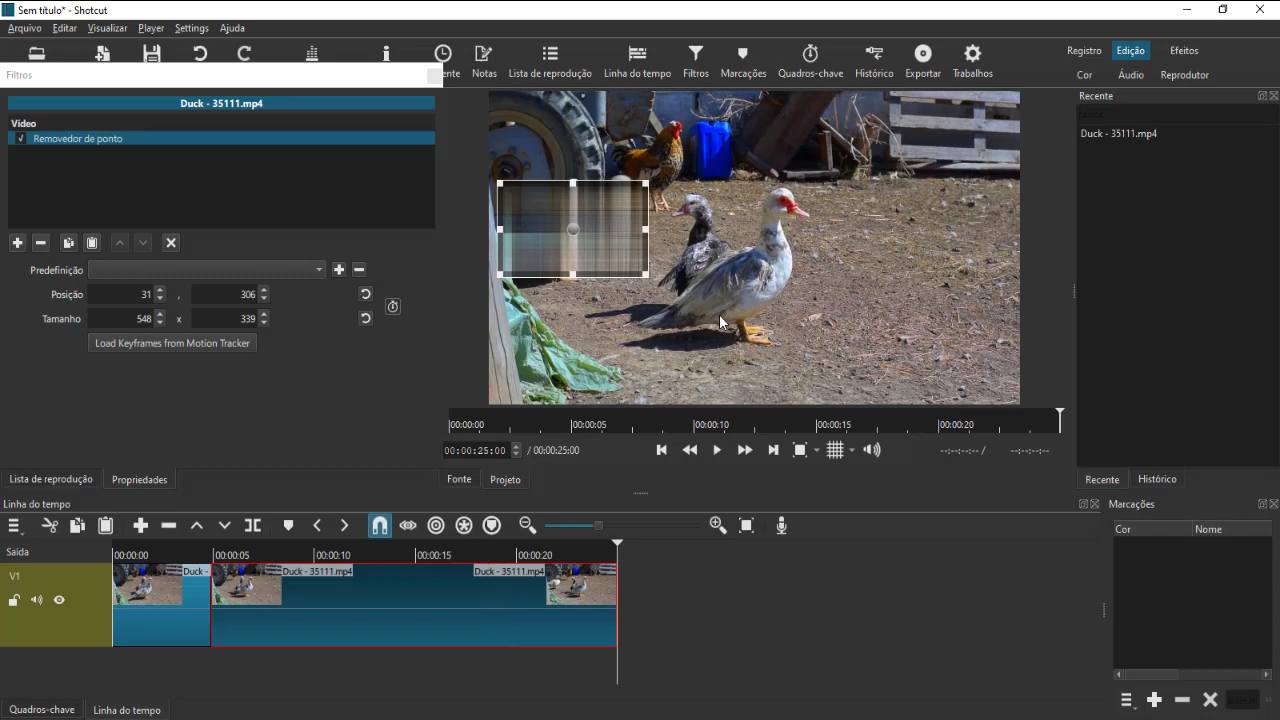 Sem título* - Shotcut
Arquivo Editar Visualizar Player Settings Ajuda
ente Notas Lista de reprodução Linha do tempo Filtros Marcações Quadros-chave Histórico Exportar Trabalhos
Registro Edição Efeitos
Cor Áudio Reprodutor
Filtros
Duck - 35111.mp4
Vídeo
Removedor de ponto
Predefinição
Posição 31 , 306
Tamanho 548 x 339
Load Keyframes from Motion Tracker
Lista de reprodução Propriedades
Recente
Duck - 35111.mp4
00:00:00 00:00:05 00:00:10 00:00:15 00:00:20
00:00:25:00 / 00:00:25:00 --:--:--:-- / --:--:--:--
Fonte Projeto
Recente Histórico
Linha do tempo
Marcações
Cor Nome
Saída
00:00:00 00:00:05 00:00:10 00:00:15 00:00:20
V1
Duck - Duck - 35111.mp4 Duck - 35111.mp4
Quadros-chave Linha do tempo